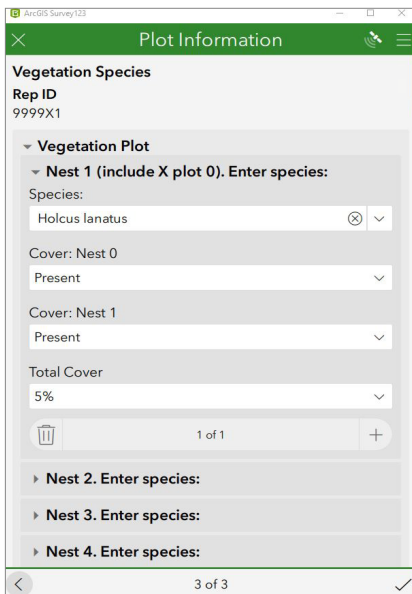 ArcGIS Survey123
Plot Information
Vegetation Species
Rep ID
9999X1
Vegetation Plot
Nest 1 (include X plot 0). Enter species:
Species:
Holcus lanatus
Cover: Nest 0
Present
Cover: Nest 1
Present
Total Cover
5%
1 of 1
Nest 2. Enter species:
Nest 3. Enter species:
Nest 4. Enter species:
3 of 3